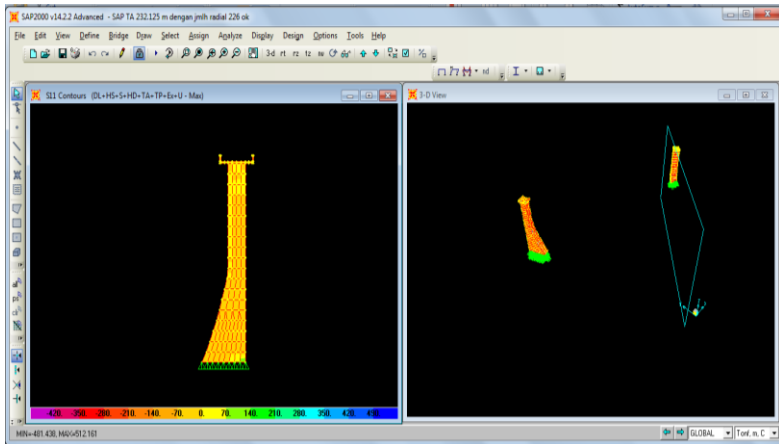 SAP2000 v14.2.2 Advanced - SAP TA 232.125 m dengan jmlh radial 226 ok
File Edit View Define Bridge Draw Select Assign Analyze Display Design Options Tools Help
3-d
nd
S11 Contours (DL+HS+S+HD+TA+TP+Ex+U - Max)
3-D View
-420. -350. -280. -210. -140. -70. 0. 70. 140. 210. 280. 350. 420. 490.
MIN=-481.438, MAX=512.161
GLOBAL
Tonf, m, C